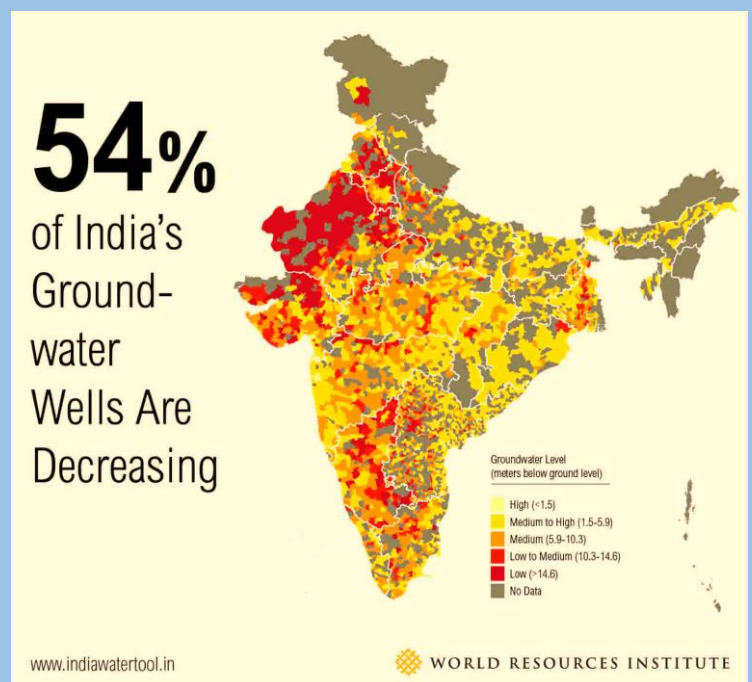 54%
of India's
Ground-
water
Wells Are
Decreasing
Groundwater Level
(meters below ground level)
High (<1.5)
Medium to High (1.5-5.9)
Medium (5.9-10.3)
Low to Medium (10.3-14.6)
Low (>14.6)
No Data
www.indiawatertool.in
WORLD RESOURCES INSTITUTE